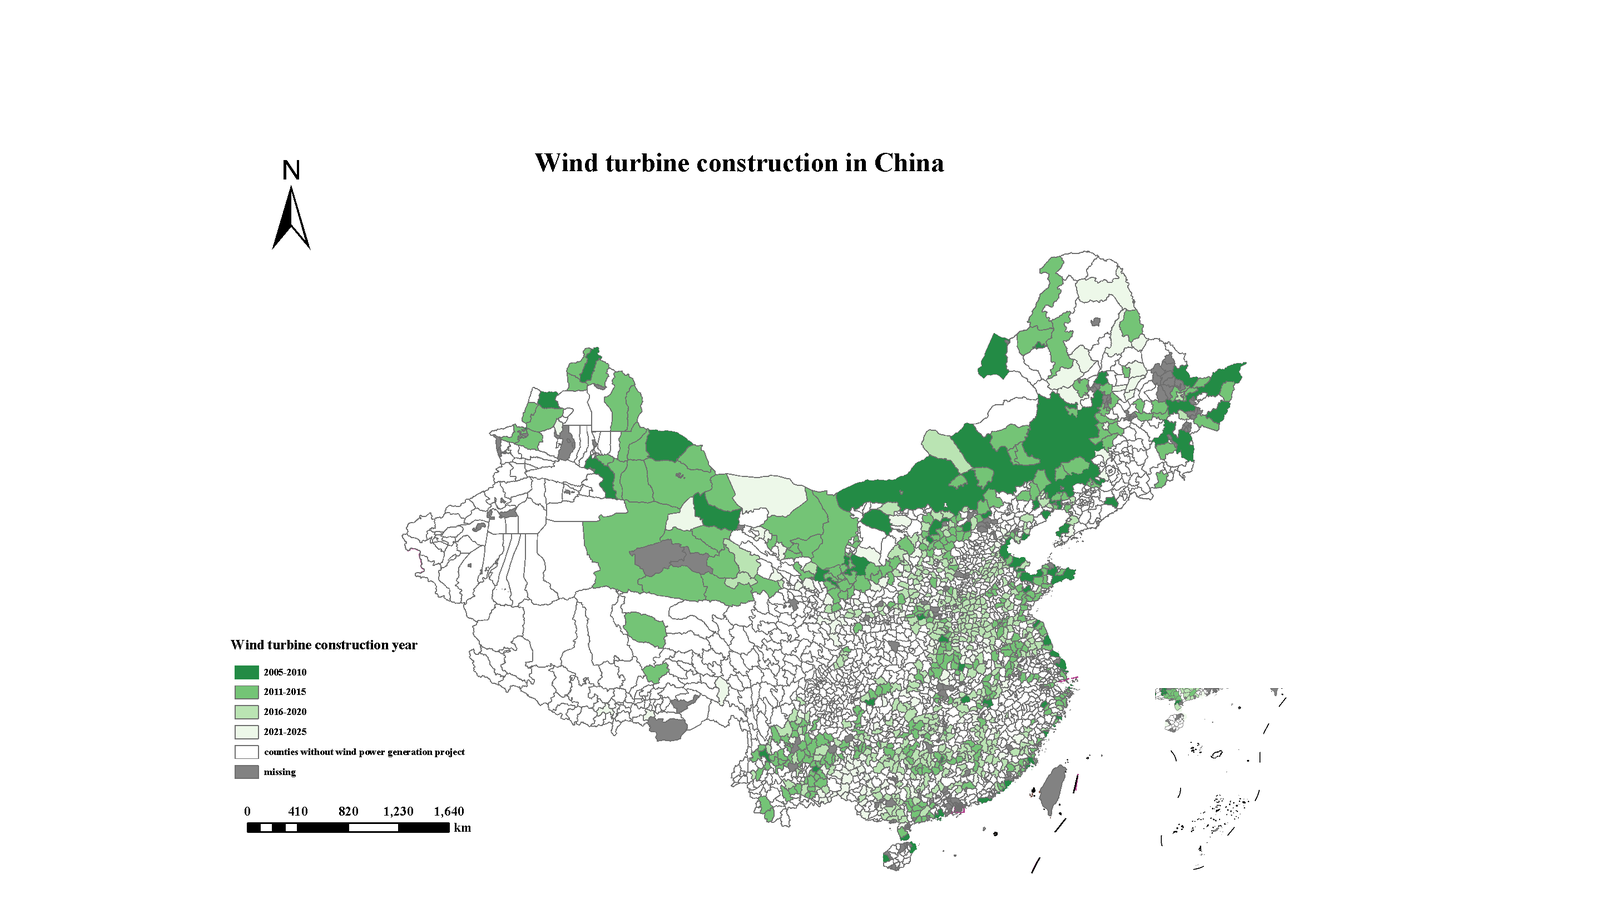 Wind turbine construction in China
N
Wind turbine construction year
2005-2010
2011-2015
2016-2020
2021-2025
counties without wind power generation project
missing
0 410 820 1,230 1,640
km